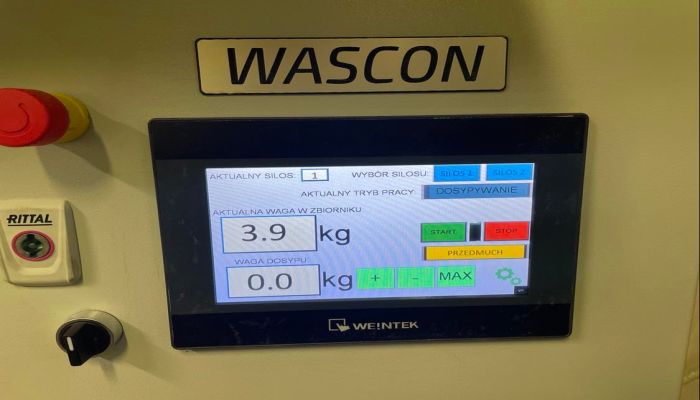 WASCON
AKTUALNY SILOS: 1 WYBÓR SILOSU: SILOS 1 SILOS 2
AKTUALNY TRYB PRACY: DOSYPYWANIE
RITTAL
AKTUALNA WAGA W ZBIORNIKU:
3.9 kg START STOP
PRZEDMUCH
WAGA DOSYPU:
0.0 kg + - MAX
WEINTEK